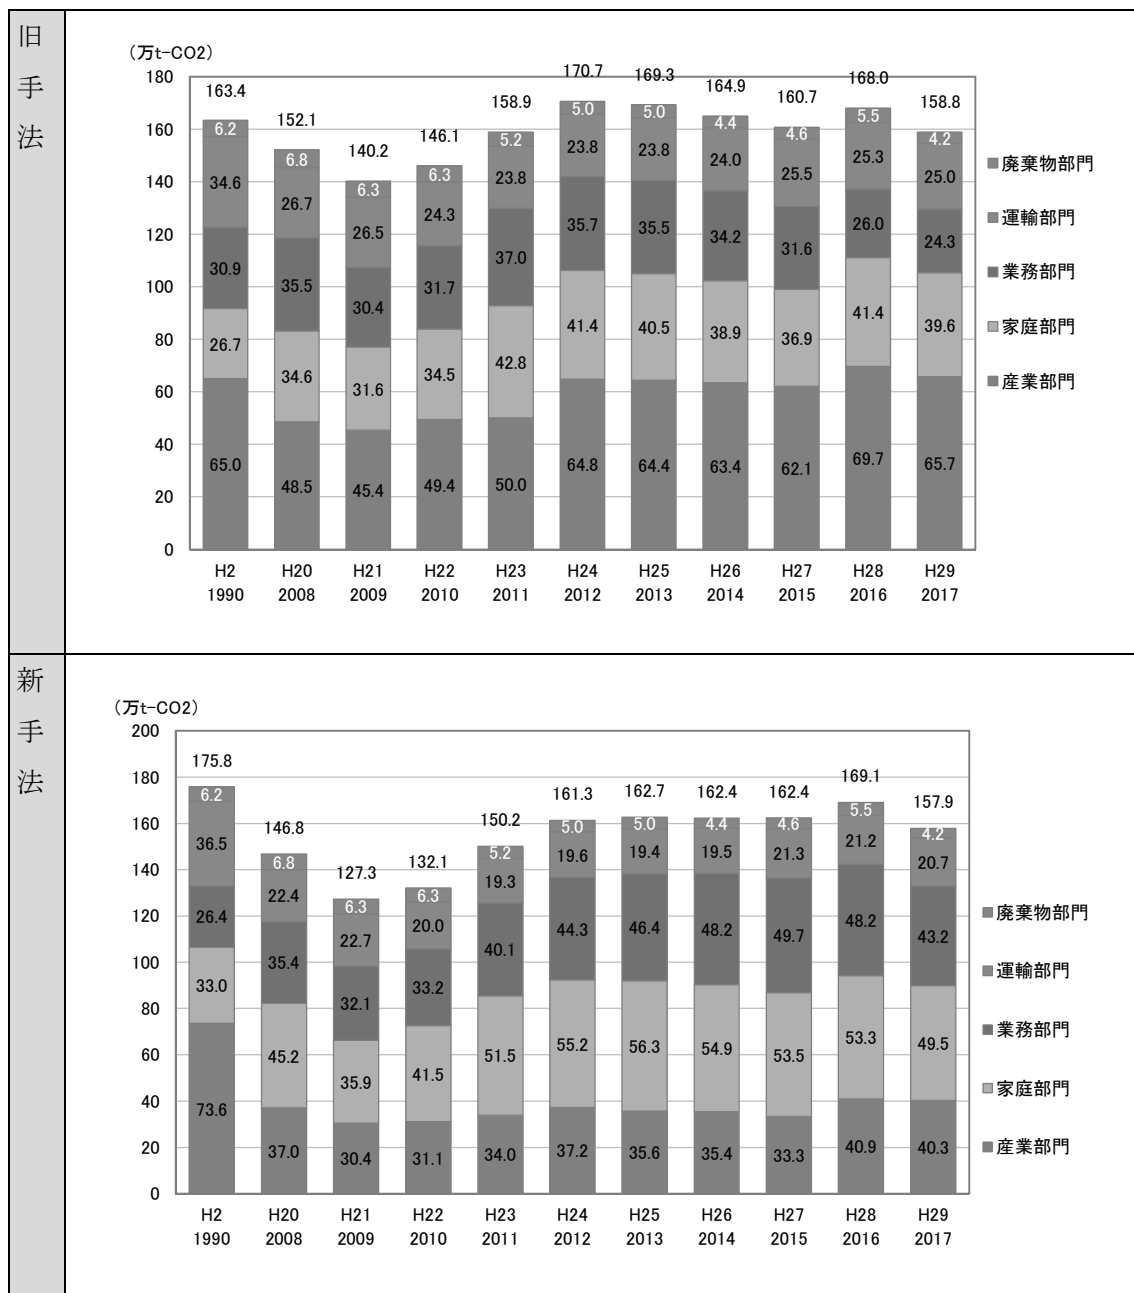 旧
手
法
（万t-CO2）
180
160
140
120
100
80
60
40
20
0
163.4 152.1 140.2 146.1 158.9 170.7 169.3 164.9 160.7 168.0 158.8
6.2 6.8 6.3 6.3 5.2 5.0 5.0 4.4 4.6 5.5 4.2
34.6 26.7 26.5 24.3 23.8 23.8 23.8 24.0 25.5 25.3 25.0
30.9 35.5 30.4 31.7 37.0 35.7 35.5 34.2 31.6 26.0 24.3
26.7 34.6 31.6 34.5 42.8 41.4 40.5 38.9 36.9 41.4 39.6
65.0 48.5 45.4 49.4 50.0 64.8 64.4 63.4 62.1 69.7 65.7
H2 H20 H21 H22 H23 H24 H25 H26 H27 H28 H29
1990 2008 2009 2010 2011 2012 2013 2014 2015 2016 2017
廃棄物部門
運輸部門
業務部門
家庭部門
産業部門
新
手
法
（万t-CO2）
200
180
160
140
120
100
80
60
40
20
0
175.8 146.8 127.3 132.1 150.2 161.3 162.7 162.4 162.4 169.1 157.9
6.2 6.8 6.3 6.3 5.2 5.0 5.0 4.4 4.6 5.5 4.2
36.5 22.4 22.7 20.0 19.3 19.6 19.4 19.5 21.3 21.2 20.7
26.4 35.4 32.1 33.2 40.1 44.3 46.4 48.2 49.7 48.2 43.2
33.0 45.2 35.9 41.5 51.5 55.2 56.3 54.9 53.5 53.3 49.5
73.6 37.0 30.4 31.1 34.0 37.2 35.6 35.4 33.3 40.9 40.3
H2 H20 H21 H22 H23 H24 H25 H26 H27 H28 H29
1990 2008 2009 2010 2011 2012 2013 2014 2015 2016 2017
廃棄物部門
運輸部門
業務部門
家庭部門
産業部門